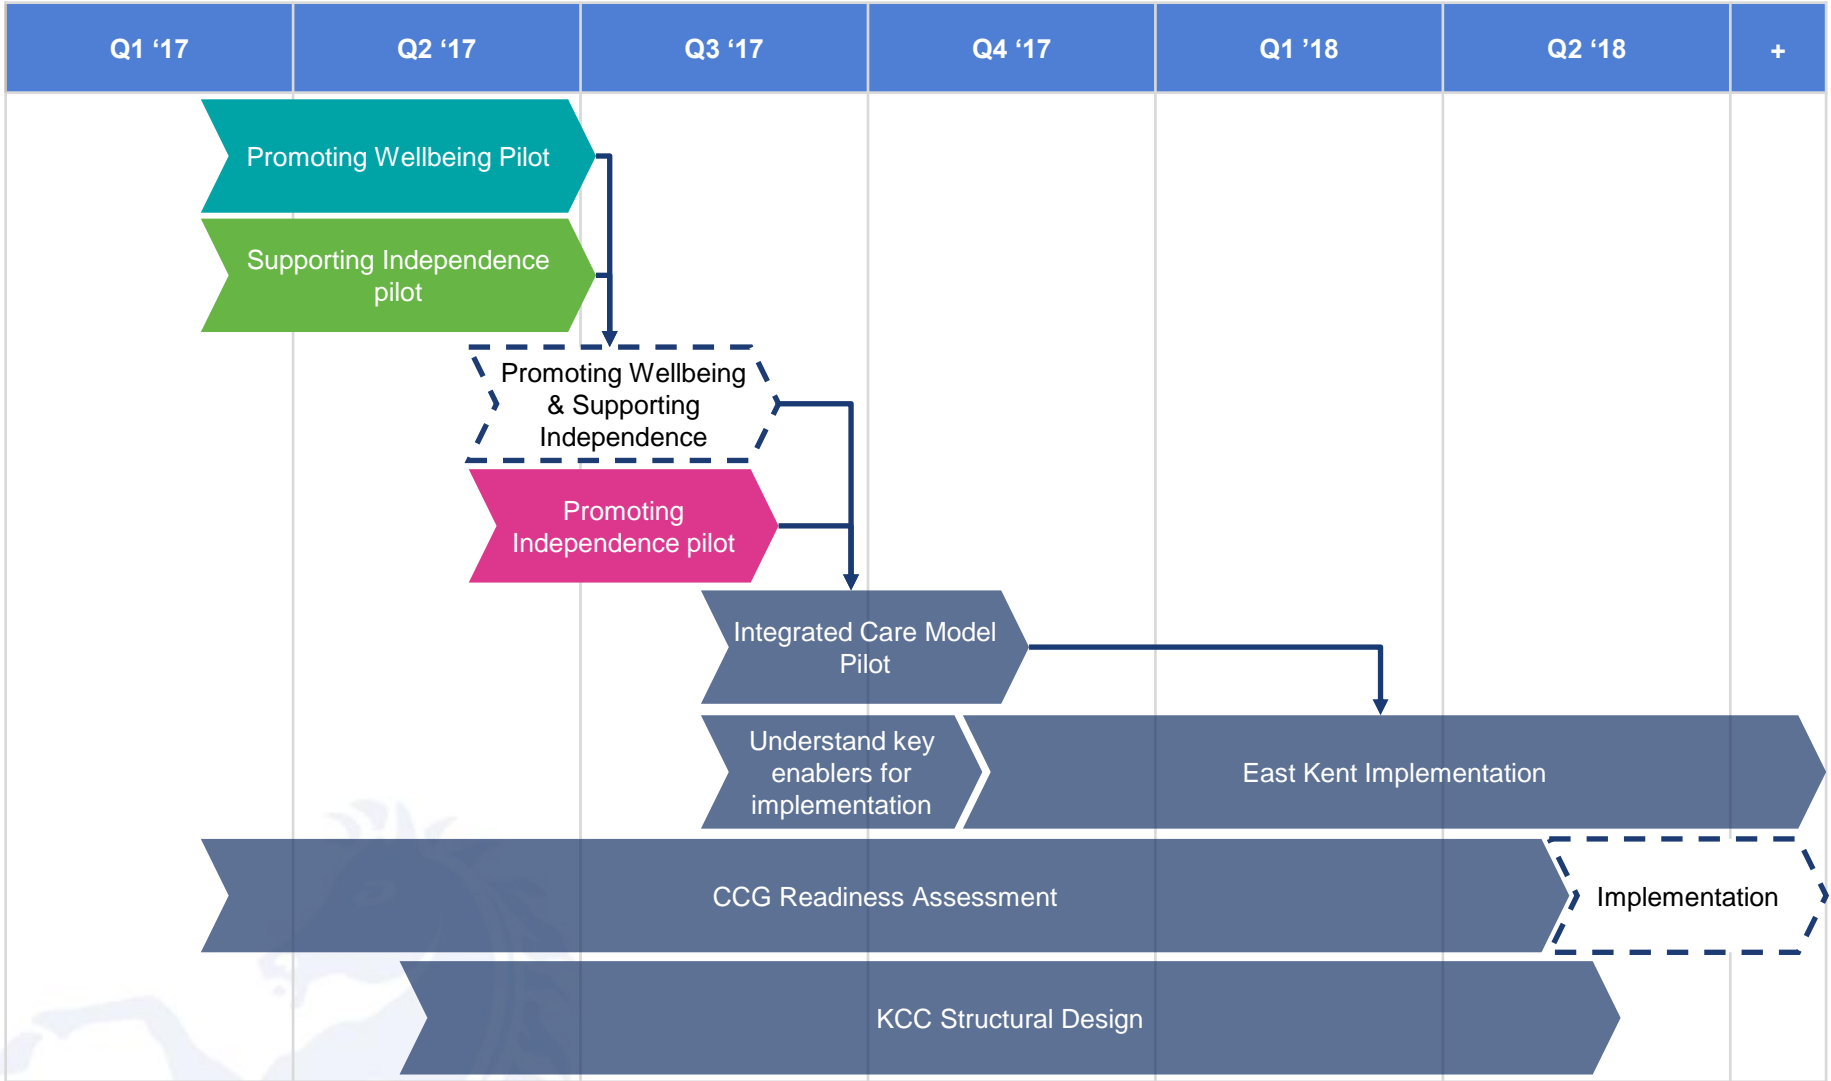 Q1 ‘17
Q2 ‘17
Q3 ‘17
Q4 ‘17
Q1 ’18
Q2 ‘18
+
Promoting Wellbeing Pilot
Supporting Independence
pilot
Promoting Wellbeing
& Supporting
Independence
Promoting
Independence pilot
Integrated Care Model
Pilot
Understand key
enablers for
implementation
East Kent Implementation
CCG Readiness Assessment
Implementation
KCC Structural Design